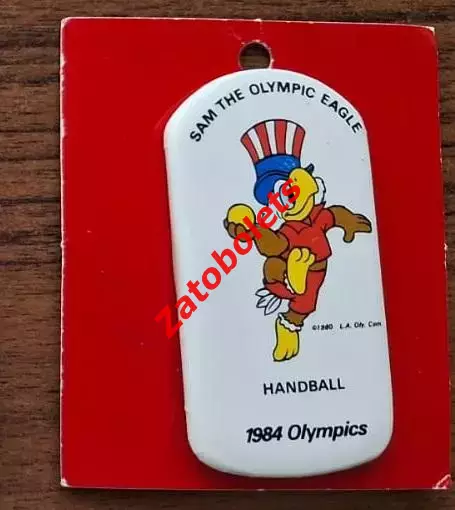 SAM THE OLYMPIC EAGLE
Zatobolets
©1980 L.A. Oly. Com
HANDBALL
1984 Olympics